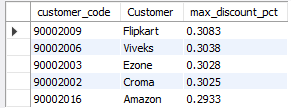 customer_code Customer max_discount_pct
90002009 Flipkart 0.3083
90002006 Viveks 0.3038
90002003 Ezone 0.3028
90002002 Croma 0.3025
90002016 Amazon 0.2933